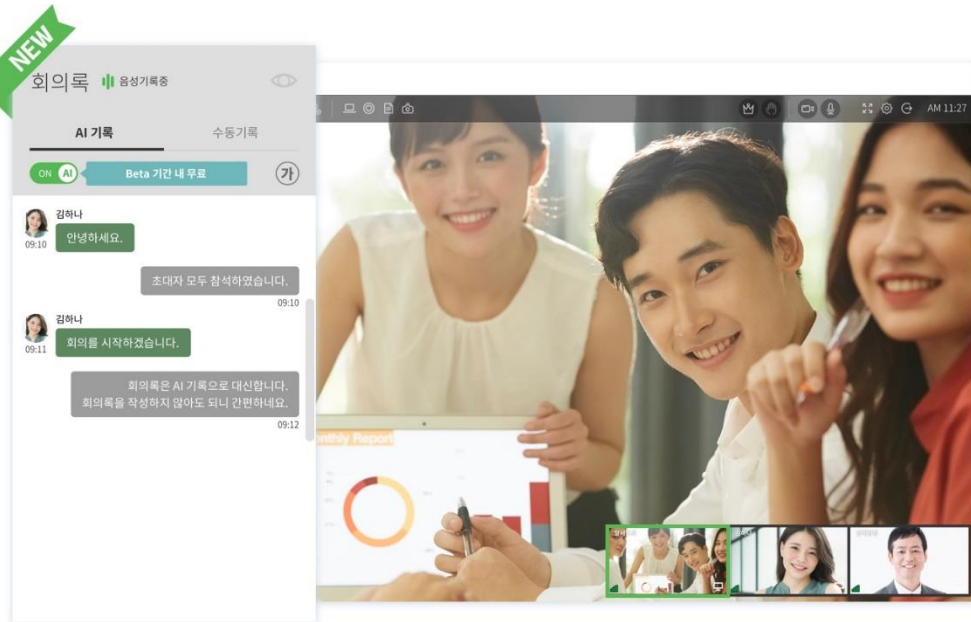 NEW
회의록
음성기록중
AI 기록
수동기록
ON AI
Beta 기간 내 무료
가
김하나
안녕하세요.
09:10
초대자 모두 참석하였습니다.
09:10
김하나
회의를 시작하겠습니다.
09:11
회의록은 AI 기록으로 대신합니다.
회의록을 작성하지 않아도 되니 간편하네요.
09:12
AM 11:27
nthly Report